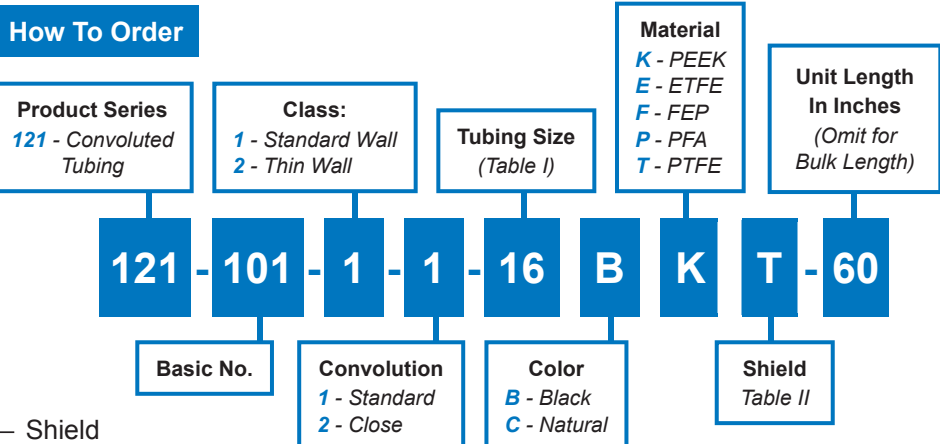 How To Order
Product Series
121 - Convoluted
Tubing
Class:
1 - Standard Wall
2 - Thin Wall
Tubing Size
(Table I)
Material
K - PEEK
E - ETFE
F - FEP
P - PFA
T - PTFE
Unit Length
In Inches
(Omit for
Bulk Length)
121 - 101 - 1 - 1 - 16 B K T - 60
Basic No.
Convolution
1 - Standard
2 - Close
Color
B - Black
C - Natural
Shield
Table II
– Shield